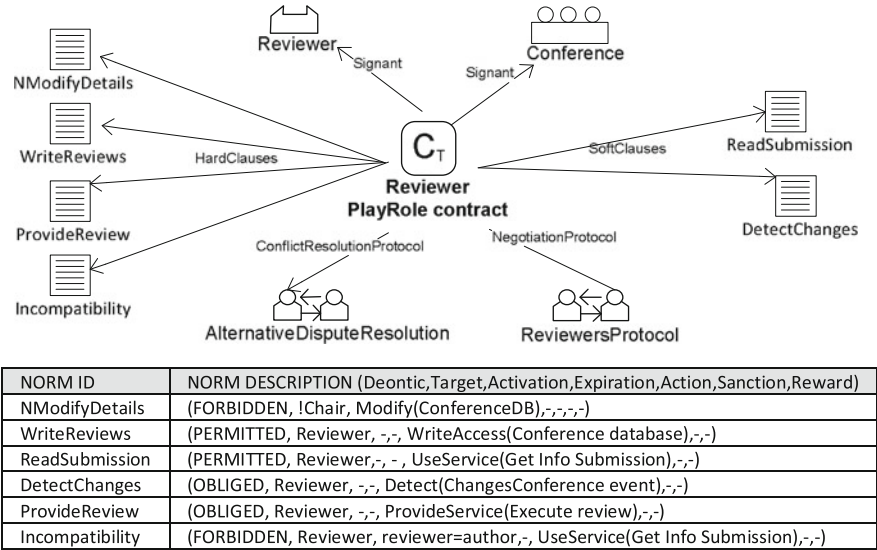 Reviewer
Conference
Signant
Signant
NModifyDetails
WriteReviews
HardClauses
ProvideReview
Incompatibility
CT
Reviewer
PlayRole contract
SoftClauses
ReadSubmission
DetectChanges
ConflictResolutionProtocol
NegotiationProtocol
AlternativeDisputeResolution
ReviewersProtocol
NORM ID NORM DESCRIPTION (Deontic,Target,Activation,Expiration,Action,Sanction,Reward)
NModifyDetails (FORBIDDEN, !Chair, Modify(ConferenceDB),-,-,-,-)
WriteReviews (PERMITTED, Reviewer, -,-, WriteAccess(Conference database),-,-)
ReadSubmission (PERMITTED, Reviewer,-, - , UseService(Get Info Submission),-,-)
DetectChanges (OBLIGED, Reviewer, -,-, Detect(ChangesConference event),-,-)
ProvideReview (OBLIGED, Reviewer, -,-, ProvideService(Execute review),-,-)
Incompatibility (FORBIDDEN, Reviewer, reviewer=author,-, UseService(Get Info Submission),-,-)